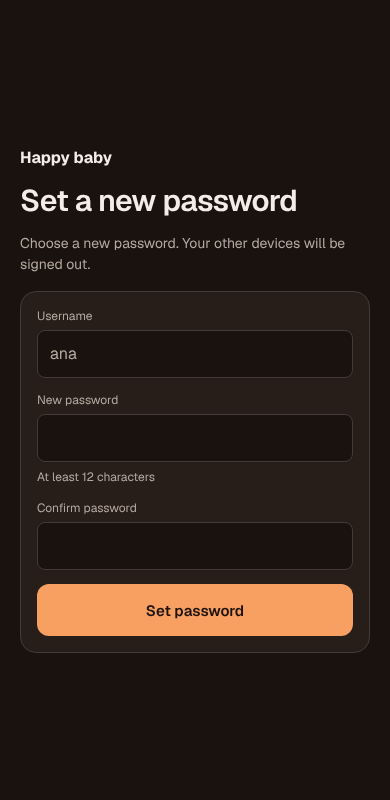 Happy baby
Set a new password
Choose a new password. Your other devices will be
signed out.
Username
ana
New password
At least 12 characters
Confirm password
Set password